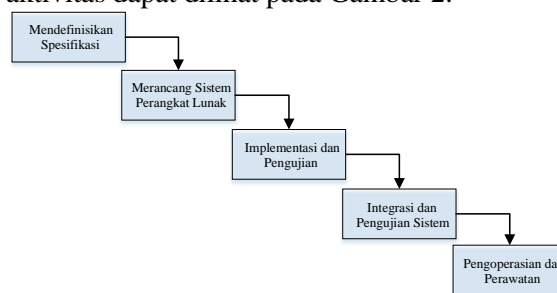 aktivitas dapat dilihat pada Gambar 2.
Mendefinisikan
Spesifikasi
Merancang Sistem
Perangkat Lunak
Implementasi dan
Pengujian
Integrasi dan
Pengujian Sistem
Pengoperasian da
Perawatan